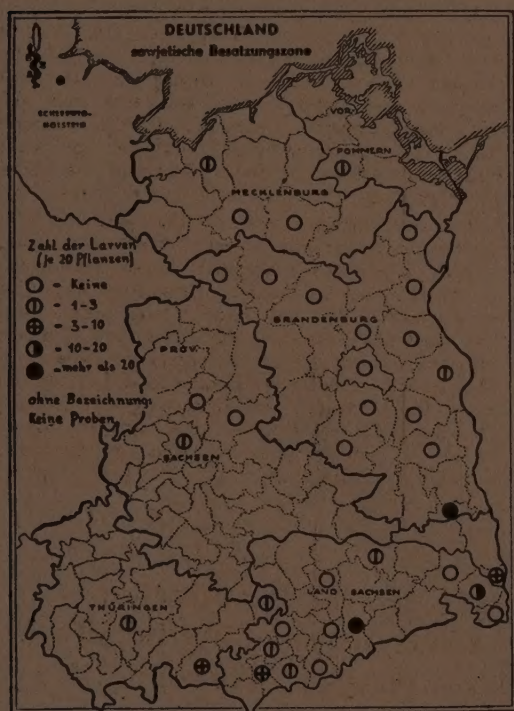 DEUTSCHLAND
sowjetische Besatzungszone
SCHLESWIG-
HOLSTEIN
VOR-
POMMERN
MECKLENBURG
Zahl der Larven
(je 20 Pflanzen)
- Keine
- 1-3
- 3-10
- 10-20
- mehr als 20
ohne Bezeichnung:
Keine Proben
BRANDENBURG
PROV.
SACHSEN
LAND SACHSEN
THÜRINGEN